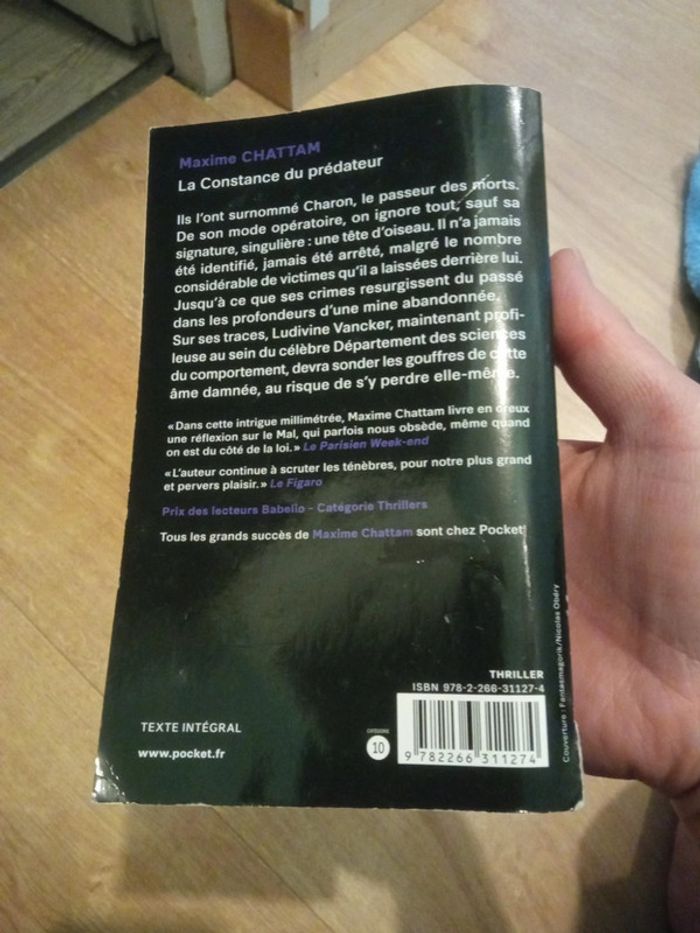 Maxime CHATTAM
La Constance du prédateur
Ils l'ont surnommé Charon, le passeur des morts.
De son mode opératoire, on ignore tout, sauf sa
signature, singulière : une tête d'oiseau. Il n'a jamais
été identifié, jamais été arrêté, malgré le nombre
considérable de victimes qu'il a laissées derrière lui.
Jusqu'à ce que ses crimes resurgissent du passé
dans les profondeurs d'une mine abandonnée.
Sur ses traces, Ludivine Vancker, maintenant profi-
leuse au sein du célèbre Département des sciences
du comportement, devra sonder les gouffres de cette
âme damnée, au risque de s'y perdre elle-même.
« Dans cette intrigue millimétrée, Maxime Chattam livre en creux
une réflexion sur le Mal, qui parfois nous obsède, même quand
on est du côté de la loi. » Le Parisien Week-end
« L'auteur continue à scruter les ténèbres, pour notre plus grand
et pervers plaisir. » Le Figaro
Prix des lecteurs Babelio – Catégorie Thrillers
Tous les grands succès de Maxime Chattam sont chez Pocket
THRILLER
ISBN 978-2-266-31127-4
TEXTE INTÉGRAL
www.pocket.fr
CATÉGORIE
10
9 782266 311274
Couverture : Fantasmagorik/Nicolas Obéry